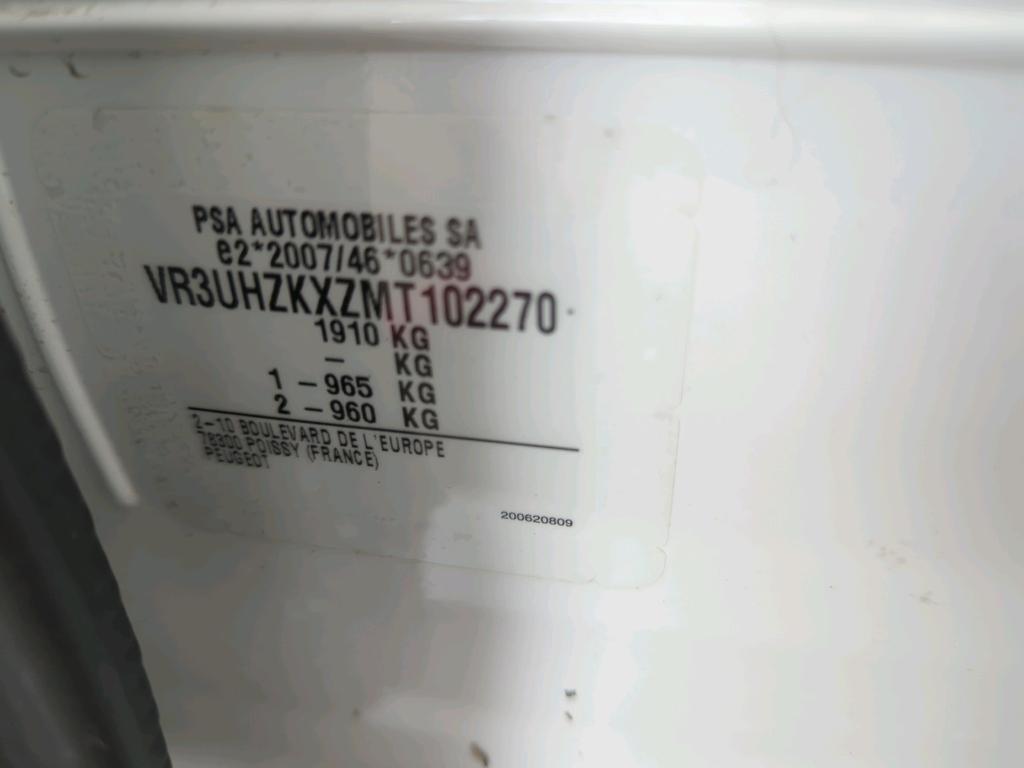 PSA AUTOMOBILES SA
e2*2007/46*0639
VR3UHZKXZMT102270
1910 KG
- KG
1 - 965 KG
2 - 960 KG
2-10 BOULEVARD DE L'EUROPE
78300 POISSY (FRANCE)
PEUGEOT
200620809